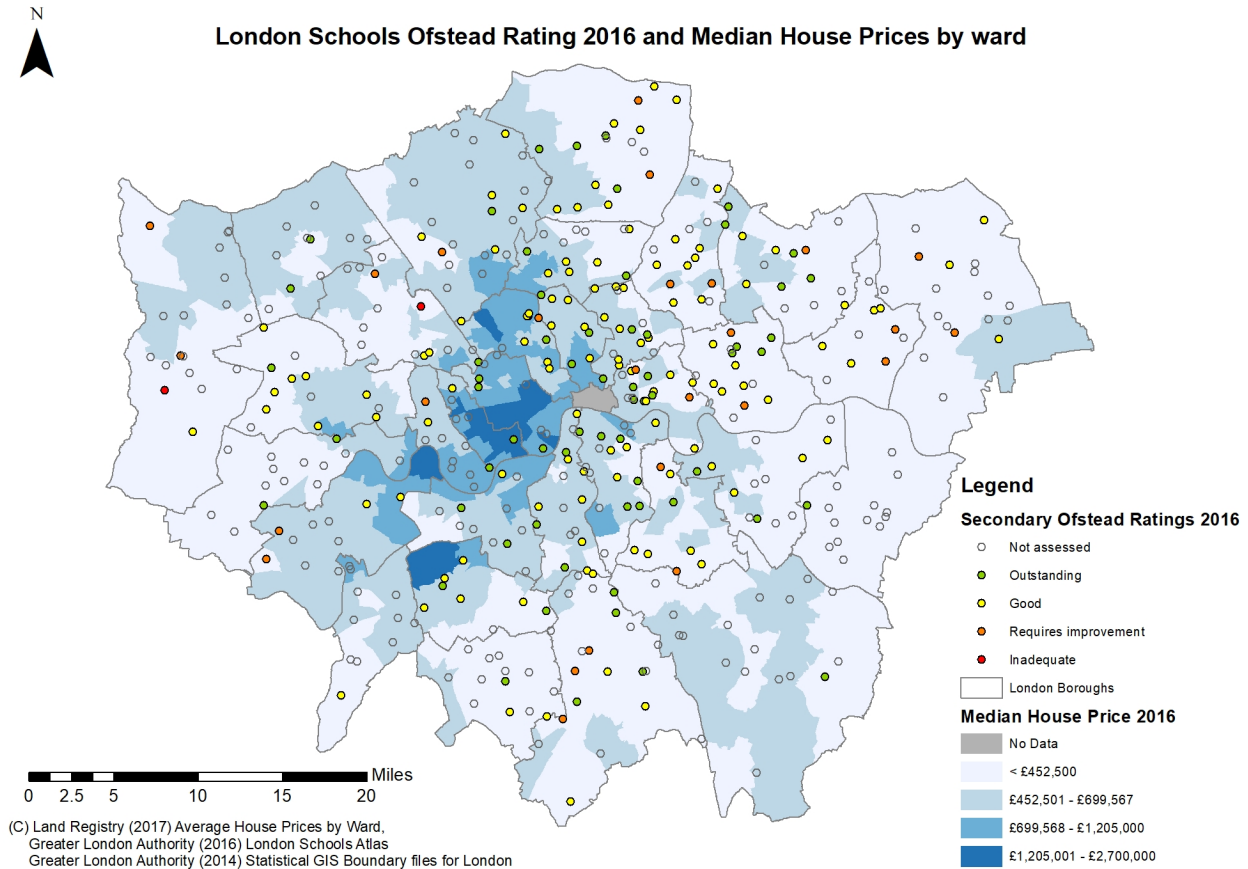 N
London Schools Ofstead Rating 2016 and Median House Prices by ward
Legend
Secondary Ofstead Ratings 2016
Not assessed
Outstanding
Good
Requires improvement
Inadequate
London Boroughs
Median House Price 2016
No Data
< £452,500
£452,501 - £699,567
£699,568 - £1,205,000
£1,205,001 - £2,700,000
Miles
0 2.5 5 10 15 20
(C) Land Registry (2017) Average House Prices by Ward,
Greater London Authority (2016) London Schools Atlas
Greater London Authority (2014) Statistical GIS Boundary files for London